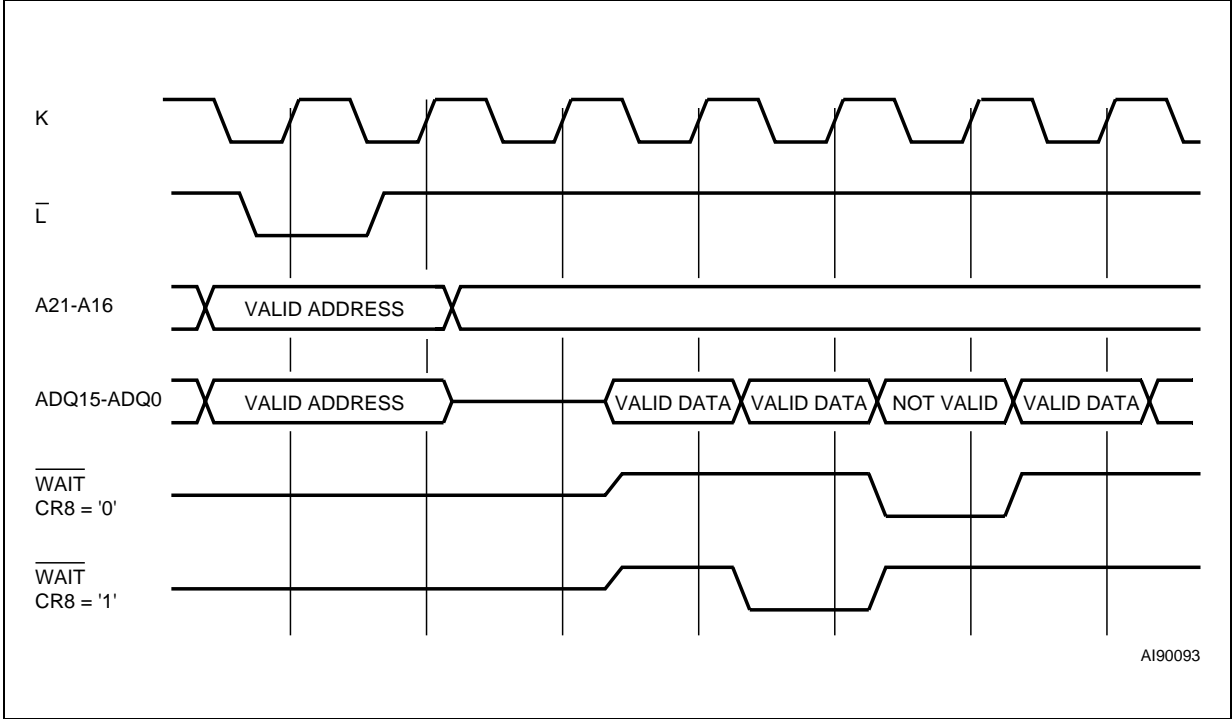 K
L
A21-A16
VALID ADDRESS
ADQ15-ADQ0
VALID ADDRESS
VALID DATA
VALID DATA
NOT VALID
VALID DATA
WAIT
CR8 = '0'
WAIT
CR8 = '1'
AI90093